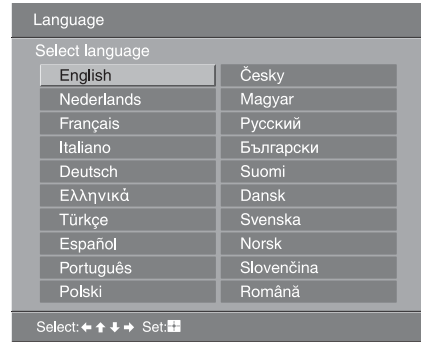 Language
Select language
English
Nederlands
Français
Italiano
Deutsch
Ελληνικά
Türkçe
Español
Português
Polski
Česky
Magyar
Русский
Български
Suomi
Dansk
Svenska
Norsk
Slovenčina
Română
Select: Set: